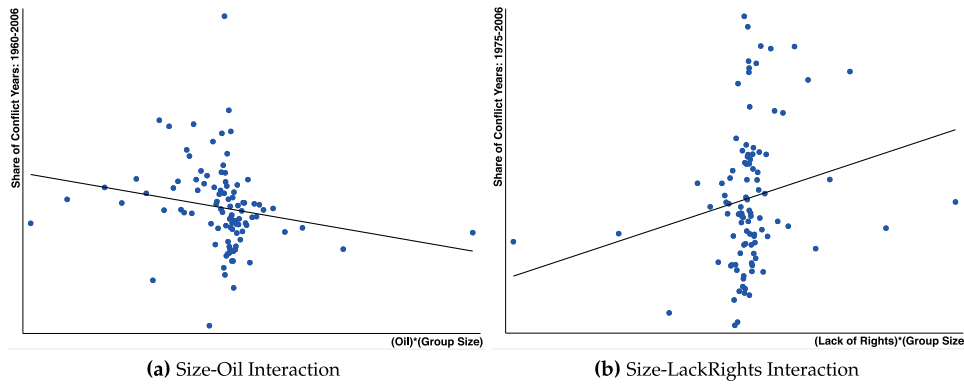 Share of Conflict Years: 1960-2006
(Oil)*(Group Size)
(a) Size-Oil Interaction
Share of Conflict Years: 1975-2006
(Lack of Rights)*(Group Size
(b) Size-LackRights Interaction